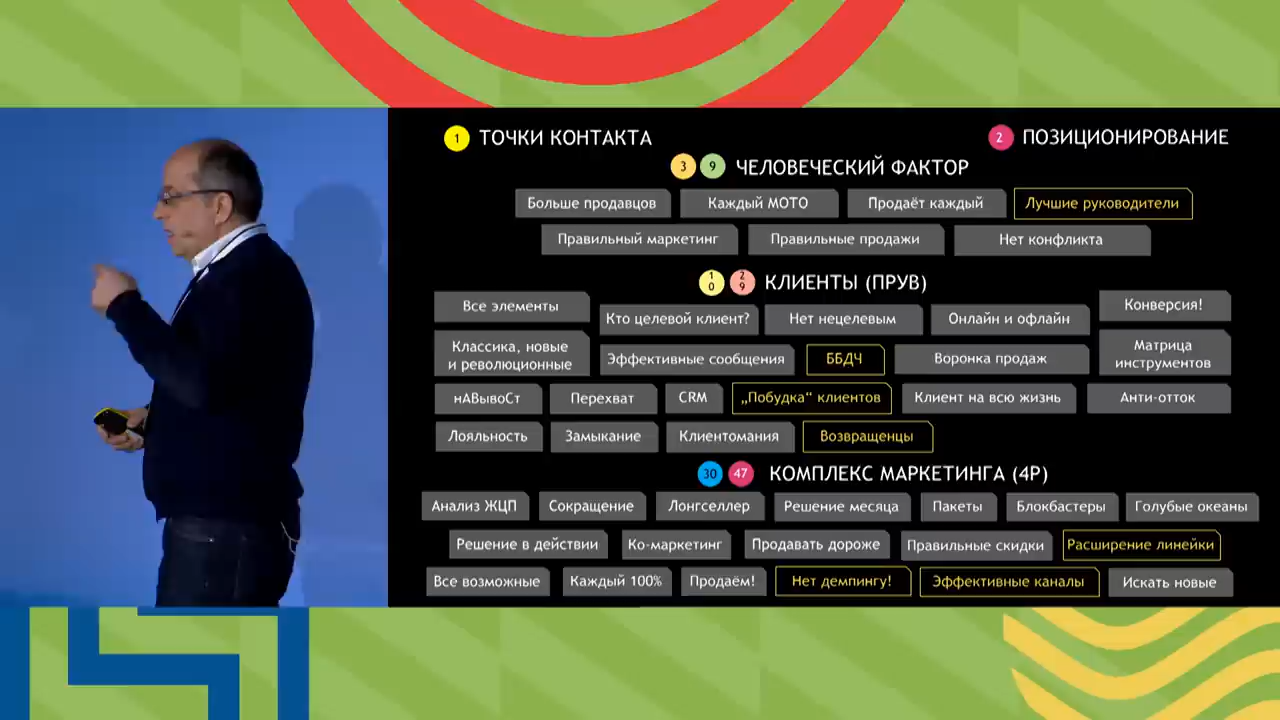 1 ТОЧКИ КОНТАКТА
2 ПОЗИЦИОНИРОВАНИЕ
3 9 ЧЕЛОВЕЧЕСКИЙ ФАКТОР
Больше продавцов
Каждый МОТО
Продаёт каждый
Лучшие руководители
Правильный маркетинг
Правильные продажи
Нет конфликта
10 29 КЛИЕНТЫ (ПРУВ)
Все элементы
Кто целевой клиент?
Нет нецелевым
Онлайн и офлайн
Конверсия!
Классика, новые
и революционные
Эффективные сообщения
ББДЧ
Воронка продаж
Матрица
инструментов
нАВывоСт
Перехват
CRM
„Побудка“ клиентов
Клиент на всю жизнь
Анти-отток
Лояльность
Замыкание
Клиентомания
Возвращенцы
30 47 КОМПЛЕКС МАРКЕТИНГА (4P)
Анализ ЖЦП
Сокращение
Лонгселлер
Решение месяца
Пакеты
Блокбастеры
Голубые океаны
Решение в действии
Ко-маркетинг
Продавать дороже
Правильные скидки
Расширение линейки
Все возможные
Каждый 100%
Продаём!
Нет демпингу!
Эффективные каналы
Искать новые